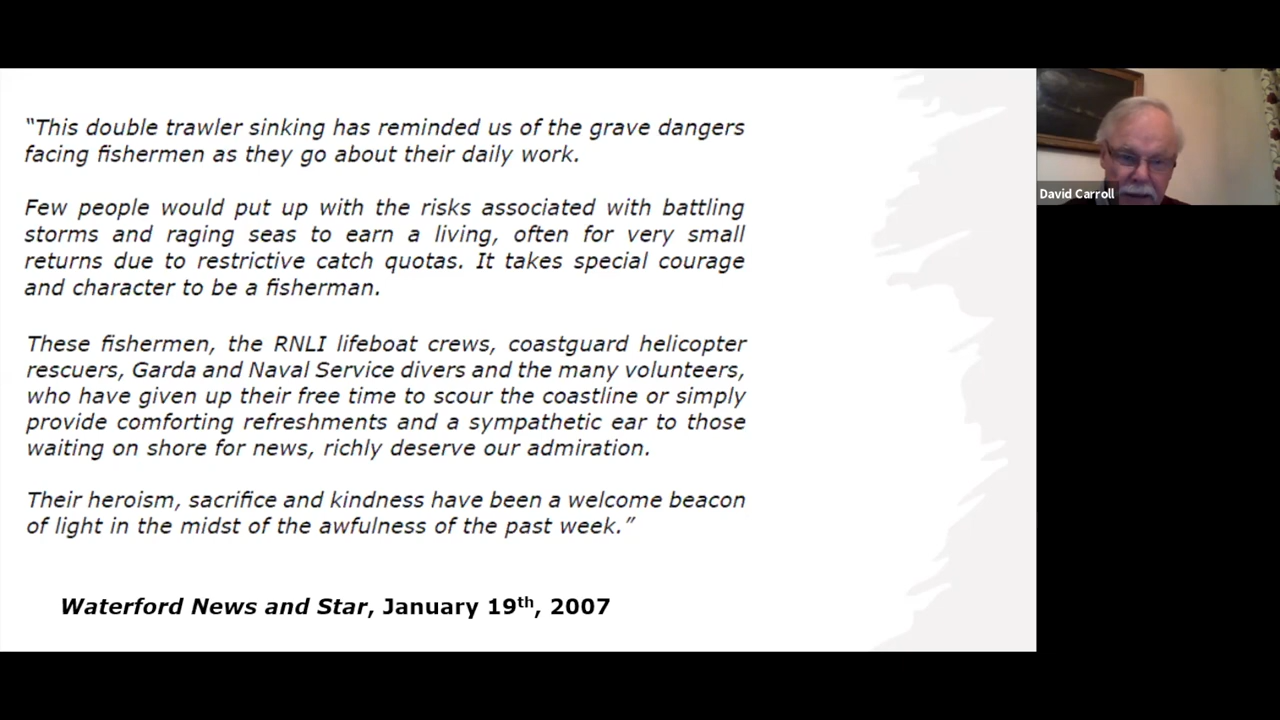 “This double trawler sinking has reminded us of the grave dangers
facing fishermen as they go about their daily work.
Few people would put up with the risks associated with battling
storms and raging seas to earn a living, often for very small
returns due to restrictive catch quotas. It takes special courage
and character to be a fisherman.
These fishermen, the RNLI lifeboat crews, coastguard helicopter
rescuers, Garda and Naval Service divers and the many volunteers,
who have given up their free time to scour the coastline or simply
provide comforting refreshments and a sympathetic ear to those
waiting on shore for news, richly deserve our admiration.
Their heroism, sacrifice and kindness have been a welcome beacon
of light in the midst of the awfulness of the past week.”
Waterford News and Star, January 19th, 2007
David Carroll